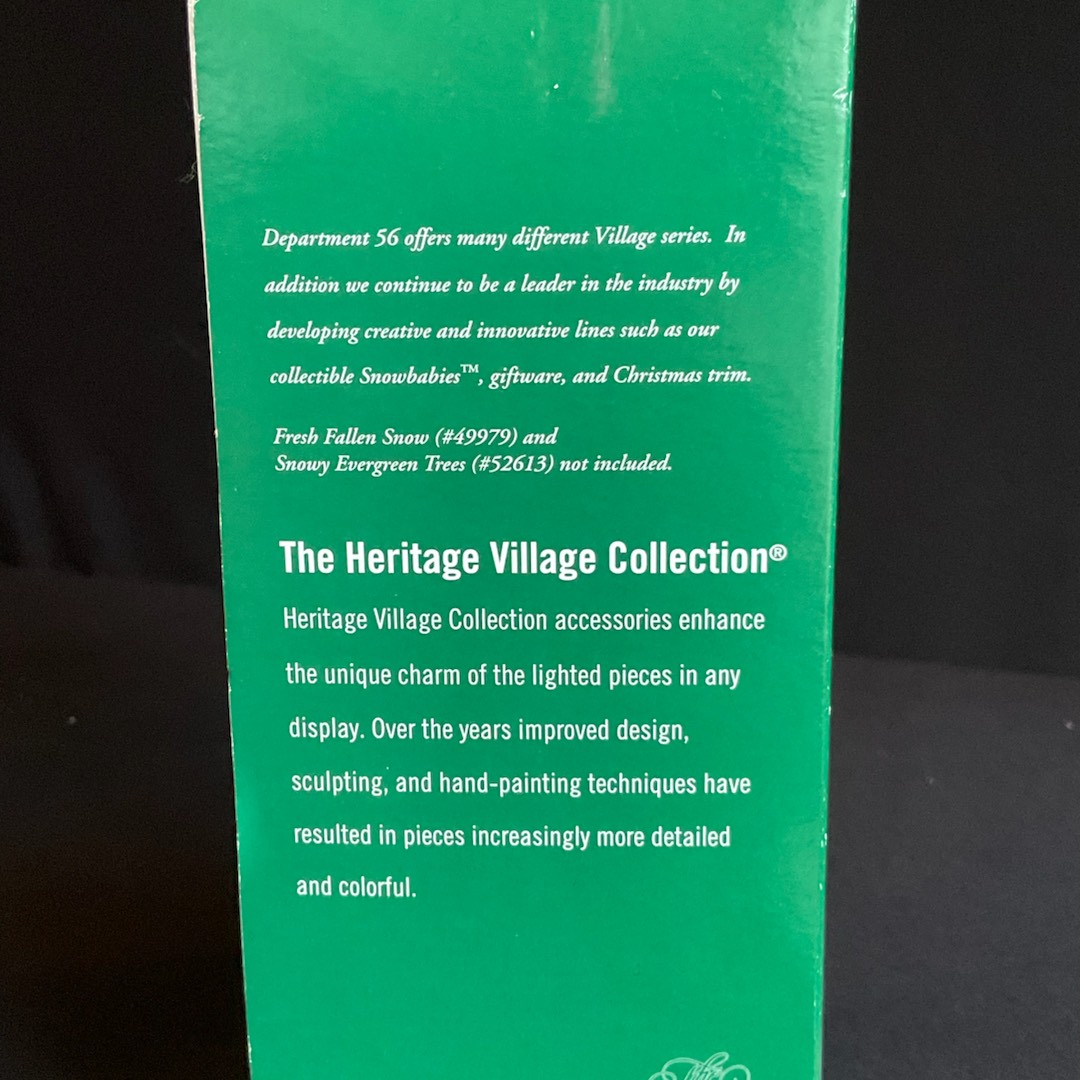 Department 56 offers many different Village series. In
addition we continue to be a leader in the industry by
developing creative and innovative lines such as our
collectible Snowbabies™, giftware, and Christmas trim.
Fresh Fallen Snow (#49979) and
Snowy Evergreen Trees (#52613) not included.
The Heritage Village Collection®
Heritage Village Collection accessories enhance
the unique charm of the lighted pieces in any
display. Over the years improved design,
sculpting, and hand-painting techniques have
resulted in pieces increasingly more detailed
and colorful.